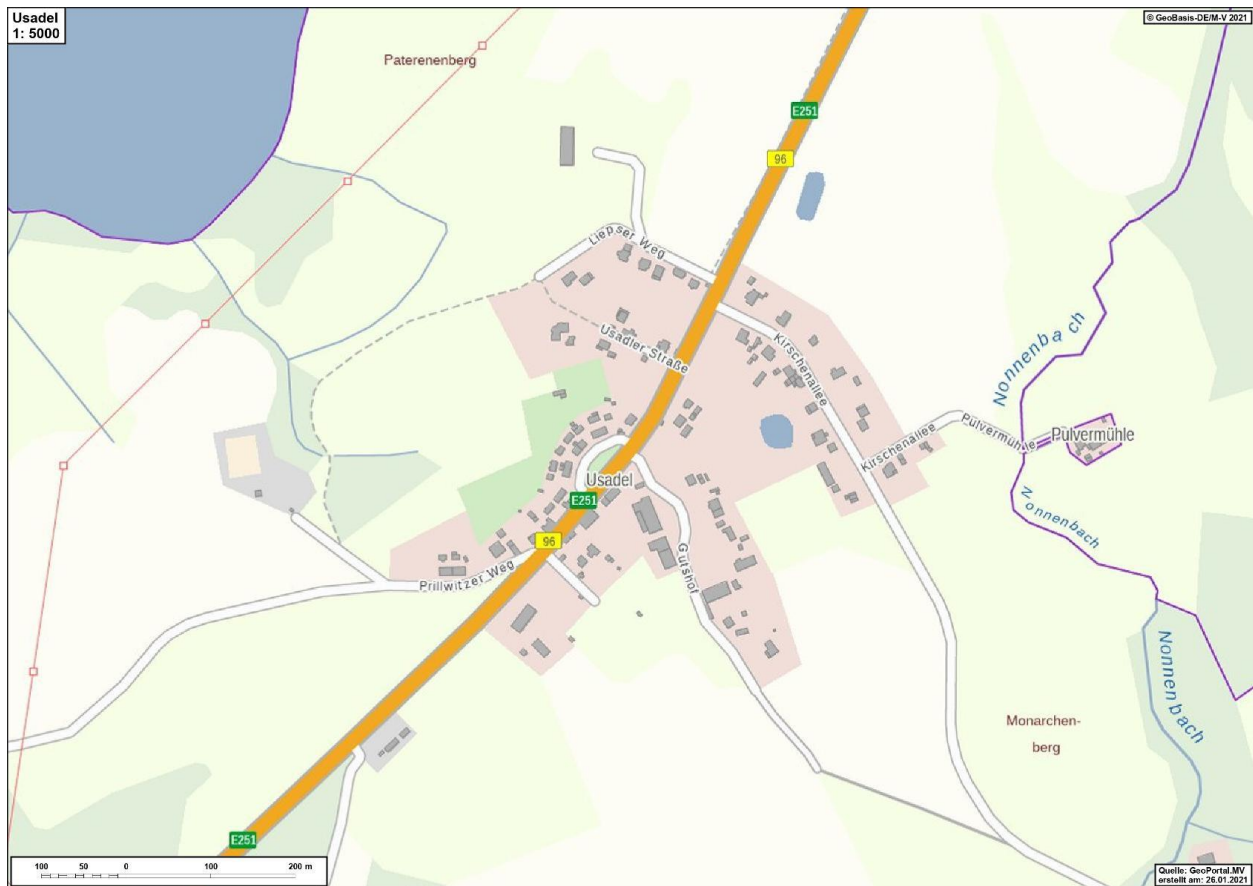 Usadel
1: 5000
© GeoBasis-DE/M-V 2021
Paterenenberg
E251
96
Liepser Weg
Usadler Straße
Kirschenallee
Nonnenbach
Kirschenallee
Pulvermühle
Pulvermühle
Usadel
E251
Nonnenbach
96
Gutshof
Prillwitzer Weg
Nonnenbach
Monarchen-
berg
E251
100 50 0 100 200 m
Quelle: GeoPortal.MV
erstellt am: 26.01.2021